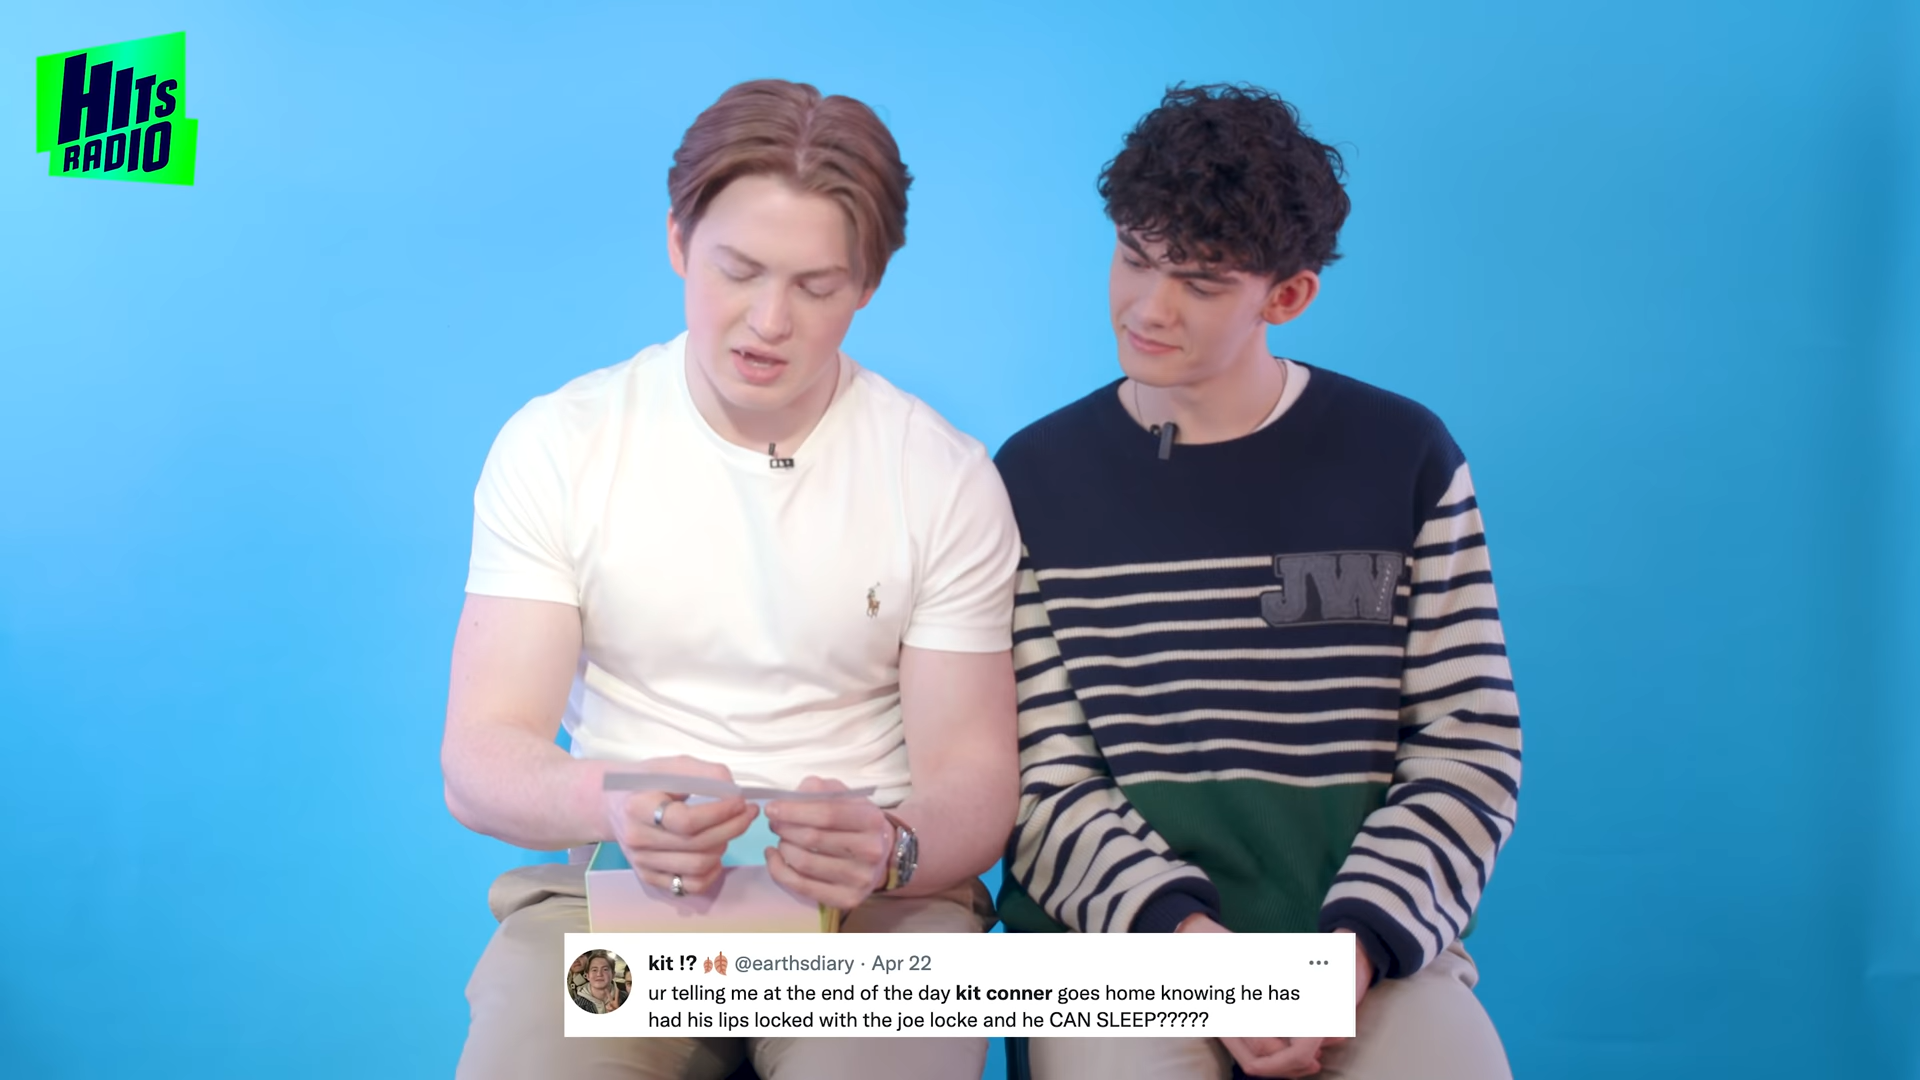 HITS
RADIO
JW
kit !? 🍂 @earthsdiary · Apr 22
ur telling me at the end of the day kit conner goes home knowing he has
had his lips locked with the joe locke and he CAN SLEEP?????